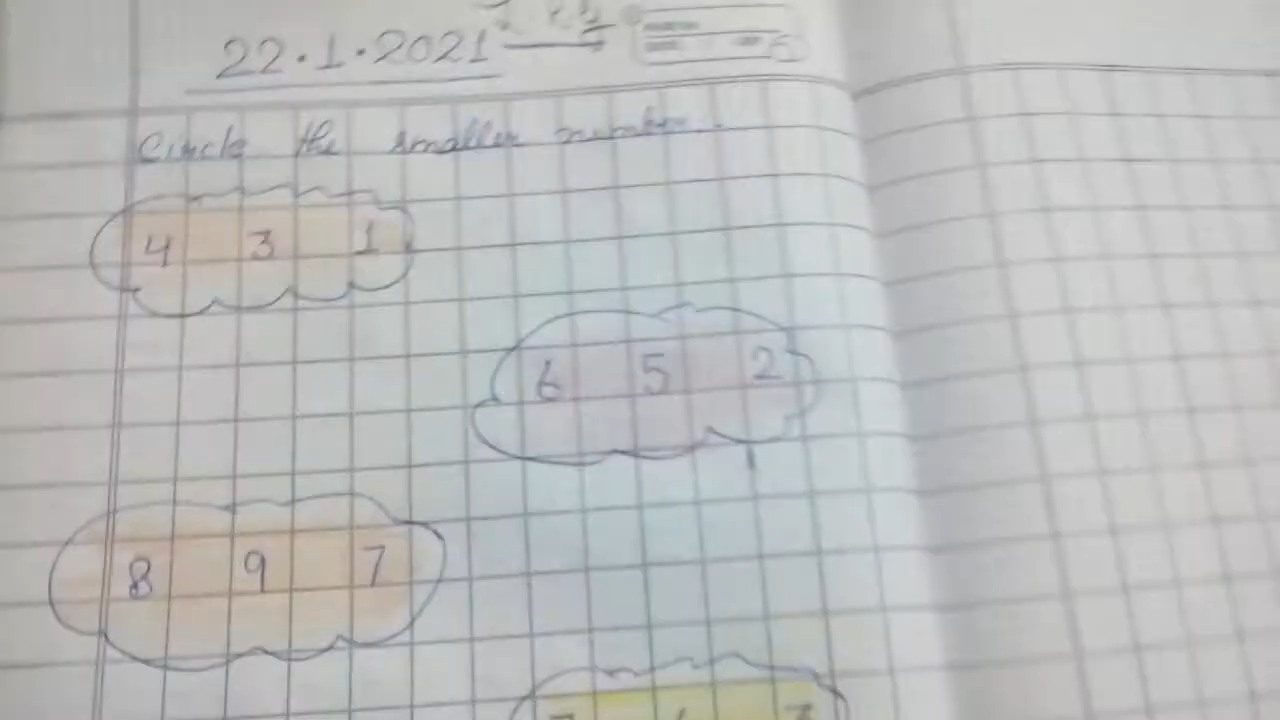 22.1.2021
Circle the smaller number.
4 3 1
6 5 2
8 9 7